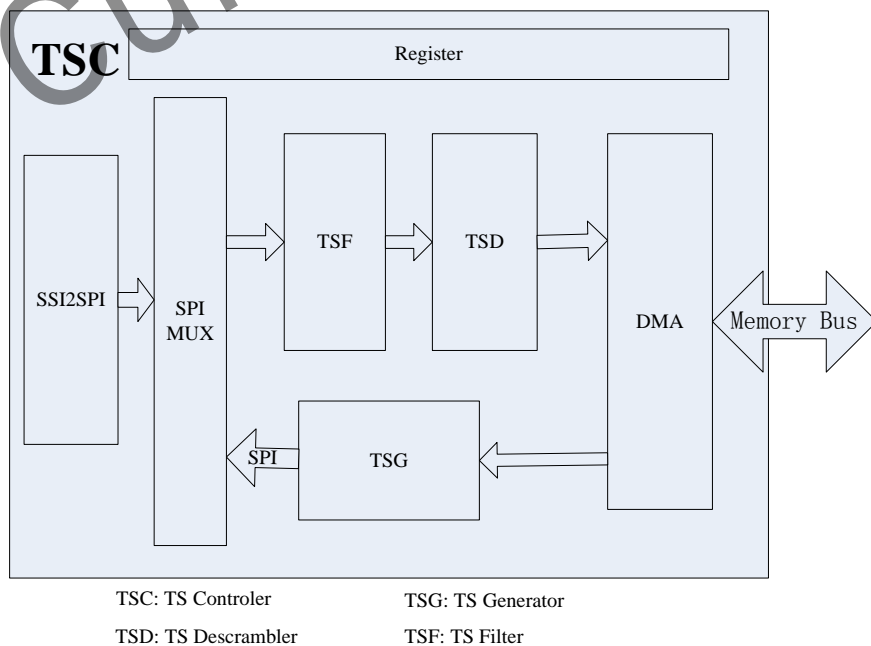 TSC
Register
SSI2SPI
SPI
MUX
TSF
TSD
DMA
Memory Bus
SPI
TSG
TSC: TS Controler
TSG: TS Generator
TSD: TS Descrambler
TSF: TS Filter